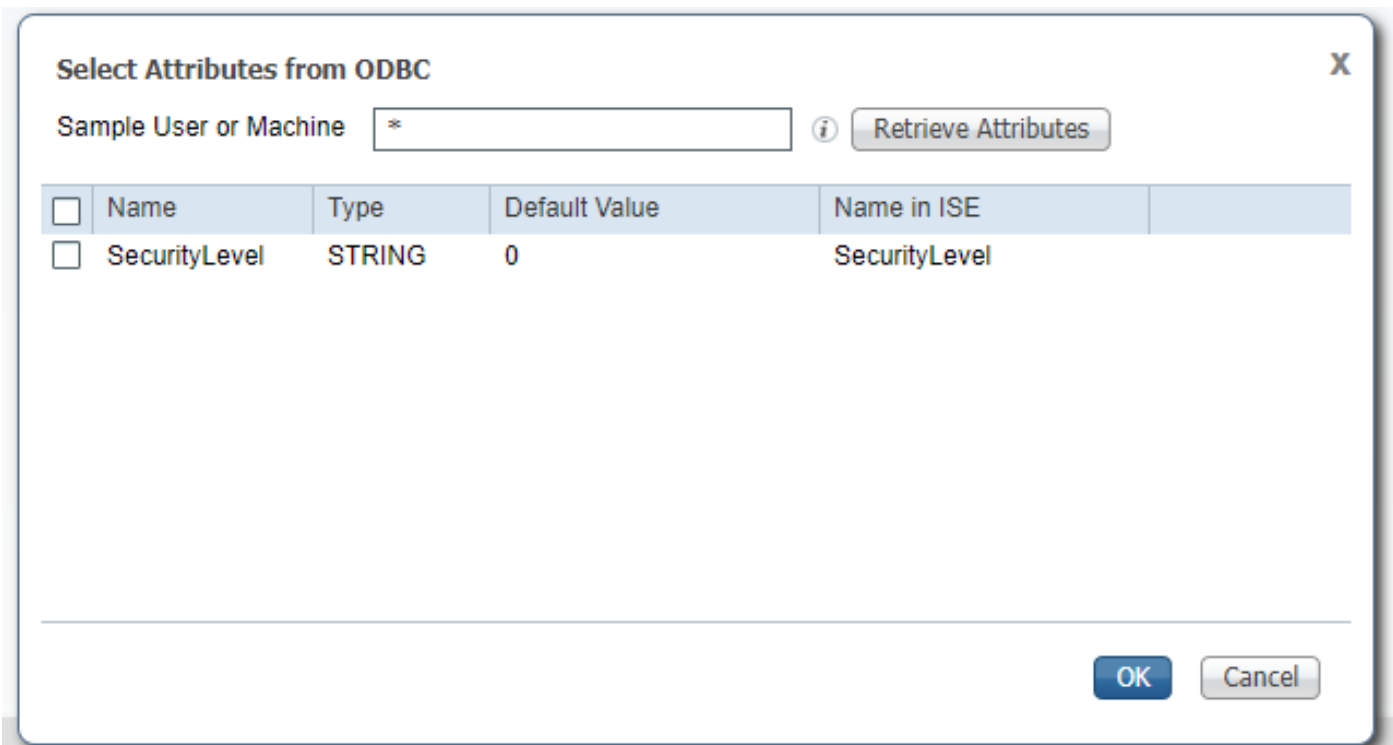 Select Attributes from ODBC X
Sample User or Machine * i Retrieve Attributes
Name Type Default Value Name in ISE
SecurityLevel STRING 0 SecurityLevel
OK Cancel